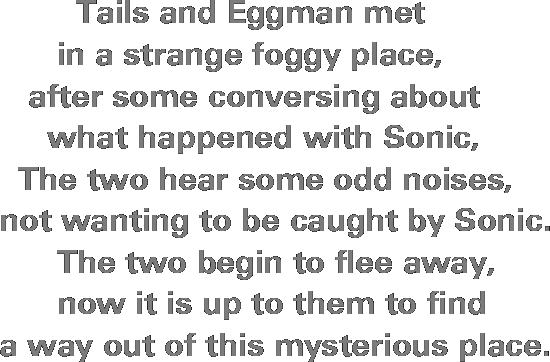 Tails and Eggman met
in a strange foggy place,
after some conversing about
what happened with Sonic,
The two hear some odd noises,
not wanting to be caught by Sonic.
The two begin to flee away,
now it is up to them to find
a way out of this mysterious place.